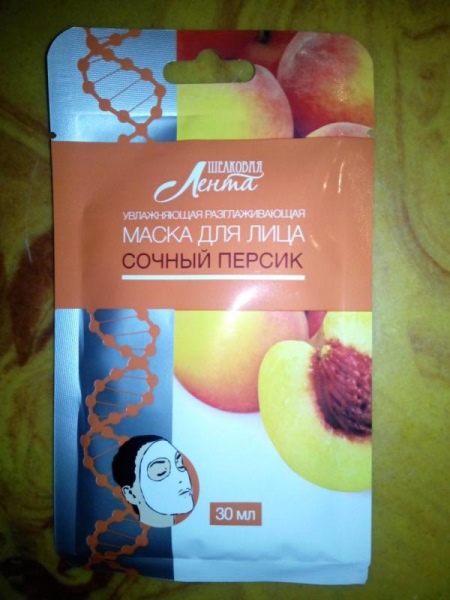 ШЕЛКОВАЯ
Лента
УВЛАЖНЯЮЩАЯ РАЗГЛАЖИВАЮЩАЯ
МАСКА ДЛЯ ЛИЦА
СОЧНЫЙ ПЕРСИК
30 мл